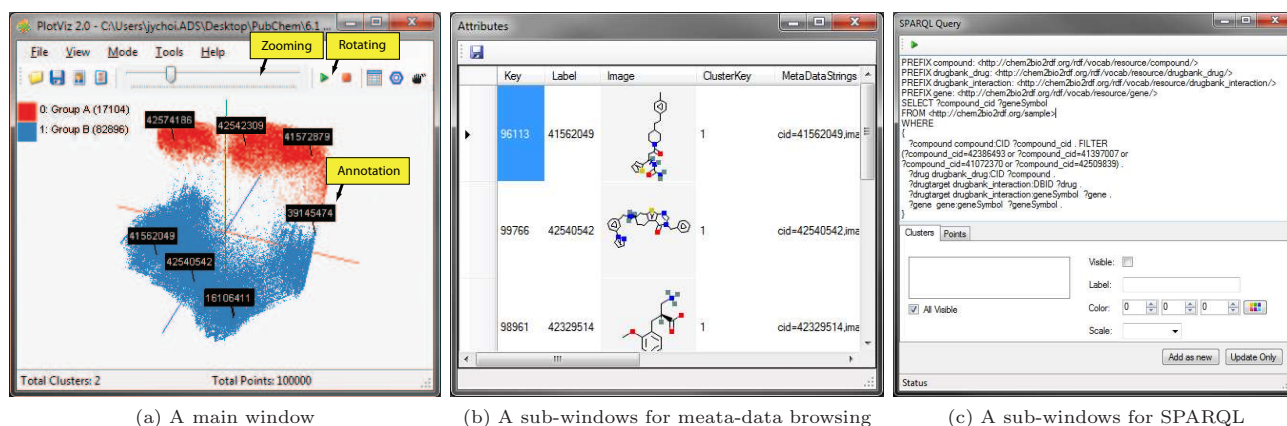 PlotViz 2.0 - C:\Users\jychoi.ADS\Desktop\PubChem\6.1 ...
File View Mode Tools Help
Zooming
Rotating
0: Group A (17104)
1: Group B (82896)
42574186
42542309
41572879
Annotation
39145474
41562049
42540542
16106411
Total Clusters: 2
Total Points: 100000
(a) A main window
Attributes
Key Label Image ClusterKey MetaDataStrings
96113 41562049 1 cid=41562049,ima
99766 42540542 1 cid=42540542,ima
98961 42329514 1 cid=42329514,ima
(b) A sub-windows for meata-data browsing
SPARQL Query
PREFIX compound: <http://chem2bio2rdf.org/rdf/vocab/resource/compound/>
PREFIX drugbank_drug: <http://chem2bio2rdf.org/rdf/vocab/resource/drugbank_drug/>
PREFIX drugbank_interaction: <http://chem2bio2rdf.org/rdf/vocab/resource/drugbank_interaction/>
PREFIX gene: <http://chem2bio2rdf.org/rdf/vocab/resource/gene/>
SELECT ?compound_cid ?geneSymbol
FROM <http://chem2bio2rdf.org/sample>
WHERE
{
?compound compound:CID ?compound_cid . FILTER
(?compound_cid=42386493 or ?compound_cid=41397007 or
?compound_cid=41072370 or ?compound_cid=42509839) .
?drug drugbank_drug:CID ?compound .
?drugtarget drugbank_interaction:DBID ?drug .
?drugtarget drugbank_interaction:geneSymbol ?gene .
?gene gene:geneSymbol ?geneSymbol .
}
Clusters Points
Visible:
Label:
All Visible
Color: 0 0 0
Scale:
Add as new Update Only
Status
(c) A sub-windows for SPARQL